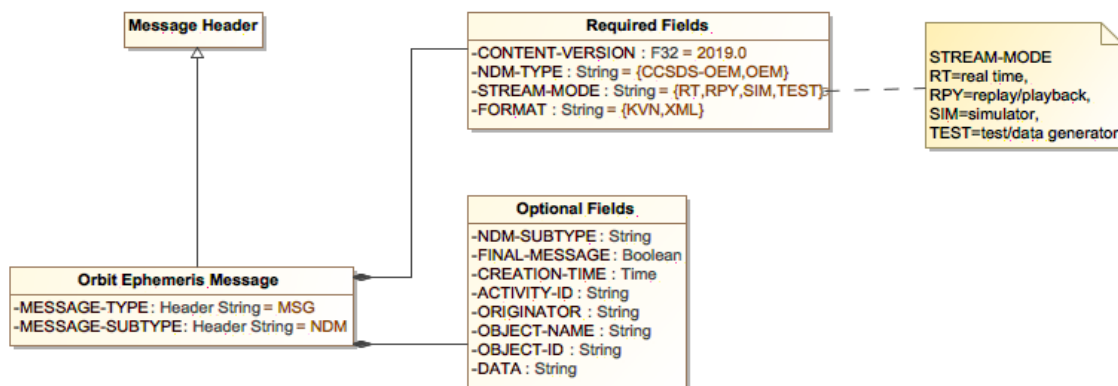 Message Header
Required Fields
-CONTENT-VERSION : F32 = 2019.0
-NDM-TYPE : String = {CCSDS-OEM,OEM}
-STREAM-MODE : String = {RT,RPY,SIM,TEST}
-FORMAT : String = {KVN,XML}
STREAM-MODE
RT=real time,
RPY=replay/playback,
SIM=simulator,
TEST=test/data generator
Optional Fields
-NDM-SUBTYPE : String
-FINAL-MESSAGE : Boolean
-CREATION-TIME : Time
-ACTIVITY-ID : String
-ORIGINATOR : String
-OBJECT-NAME : String
-OBJECT-ID : String
-DATA : String
Orbit Ephemeris Message
-MESSAGE-TYPE: Header String = MSG
-MESSAGE-SUBTYPE: Header String = NDM